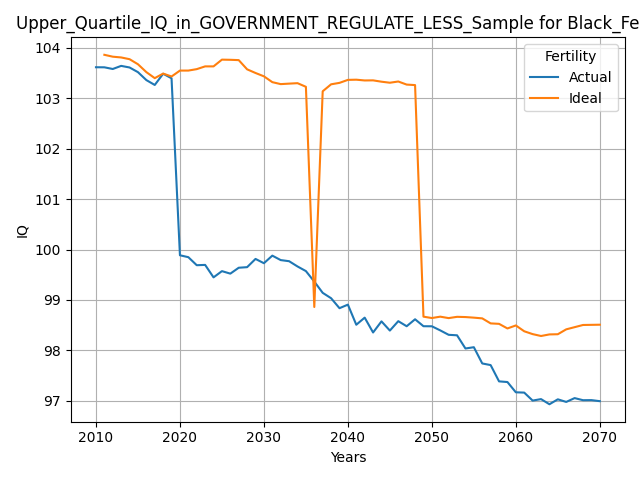 Upper_Quartile_IQ_in_GOVERNMENT_REGULATE_LESS_Sample for Black_Fe
Fertility
Actual
Ideal
104
103
102
101
100
99
98
97
IQ
2010
2020
2030
2040
2050
2060
2070
Years